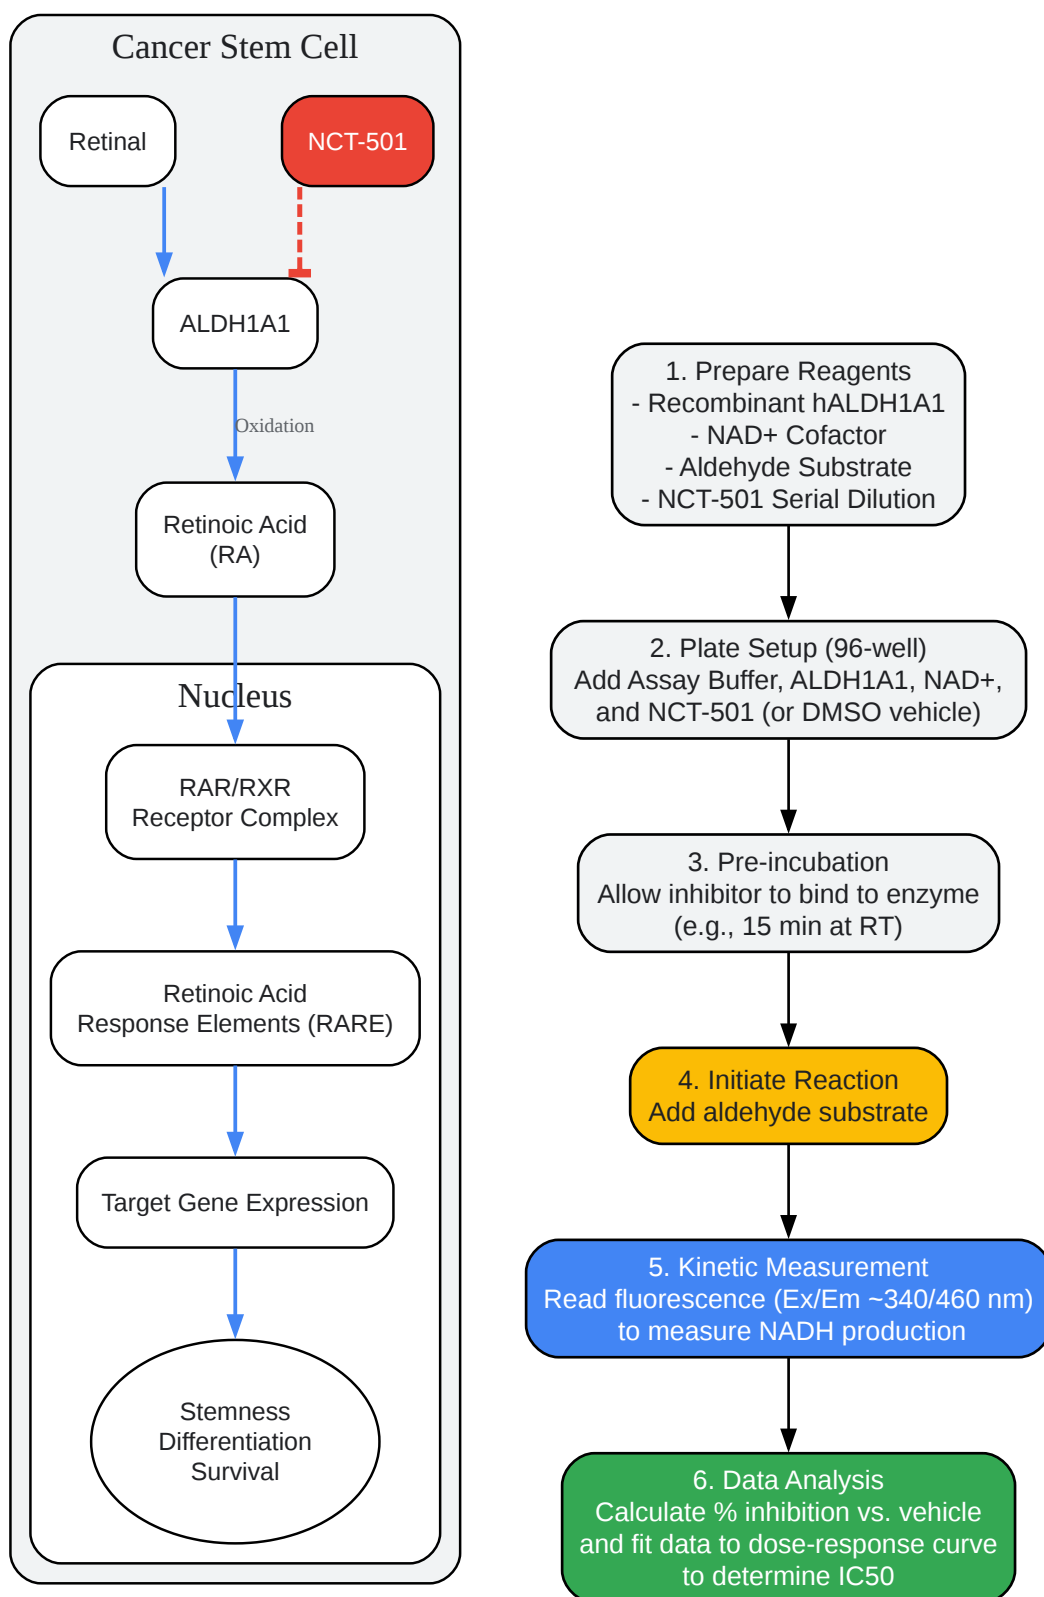 Cancer Stem Cell
Retinal
NCT-501
ALDH1A1
Oxidation
Retinoic Acid
(RA)
Nucleus
RAR/RXR
Receptor Complex
Retinoic Acid
Response Elements (RARE)
Target Gene Expression
Stemness
Differentiation
Survival
1. Prepare Reagents
- Recombinant hALDH1A1
- NAD+ Cofactor
- Aldehyde Substrate
- NCT-501 Serial Dilution
2. Plate Setup (96-well)
Add Assay Buffer, ALDH1A1, NAD+,
and NCT-501 (or DMSO vehicle)
3. Pre-incubation
Allow inhibitor to bind to enzyme
(e.g., 15 min at RT)
4. Initiate Reaction
Add aldehyde substrate
5. Kinetic Measurement
Read fluorescence (Ex/Em ~340/460 nm)
to measure NADH production
6. Data Analysis
Calculate % inhibition vs. vehicle
and fit data to dose-response curve
to determine IC50